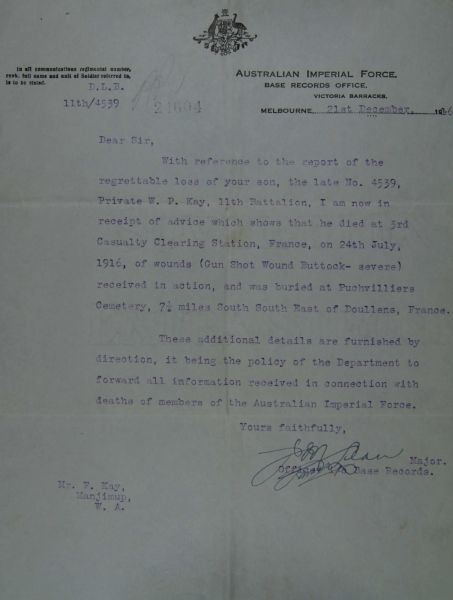 In all communications regimental number,
rank, full name and unit of Soldier referred to,
is to be stated.
D.L.B.
11th/4539
21604
AUSTRALIAN IMPERIAL FORCE,
BASE RECORDS OFFICE,
VICTORIA BARRACKS,
MELBOURNE, 21st December, 1916
Dear Sir,
With reference to the report of the
regrettable loss of your son, the late No. 4539,
Private W. P. Kay, 11th Battalion, I am now in
receipt of advice which shows that he died at 3rd
Casualty Clearing Station, France, on 24th July,
1916, of wounds (Gun Shot Wound Buttock- severe)
received in action, and was buried at Puchvilliers
Cemetery, 7½ miles South South East of Doullens, France.
These additional details are furnished by
direction, it being the policy of the Department to
forward all information received in connection with
deaths of members of the Australian Imperial Force.
Yours faithfully,
Major.
Officer i/c Base Records.
Mr. F. Kay,
Manjimup,
W. A.